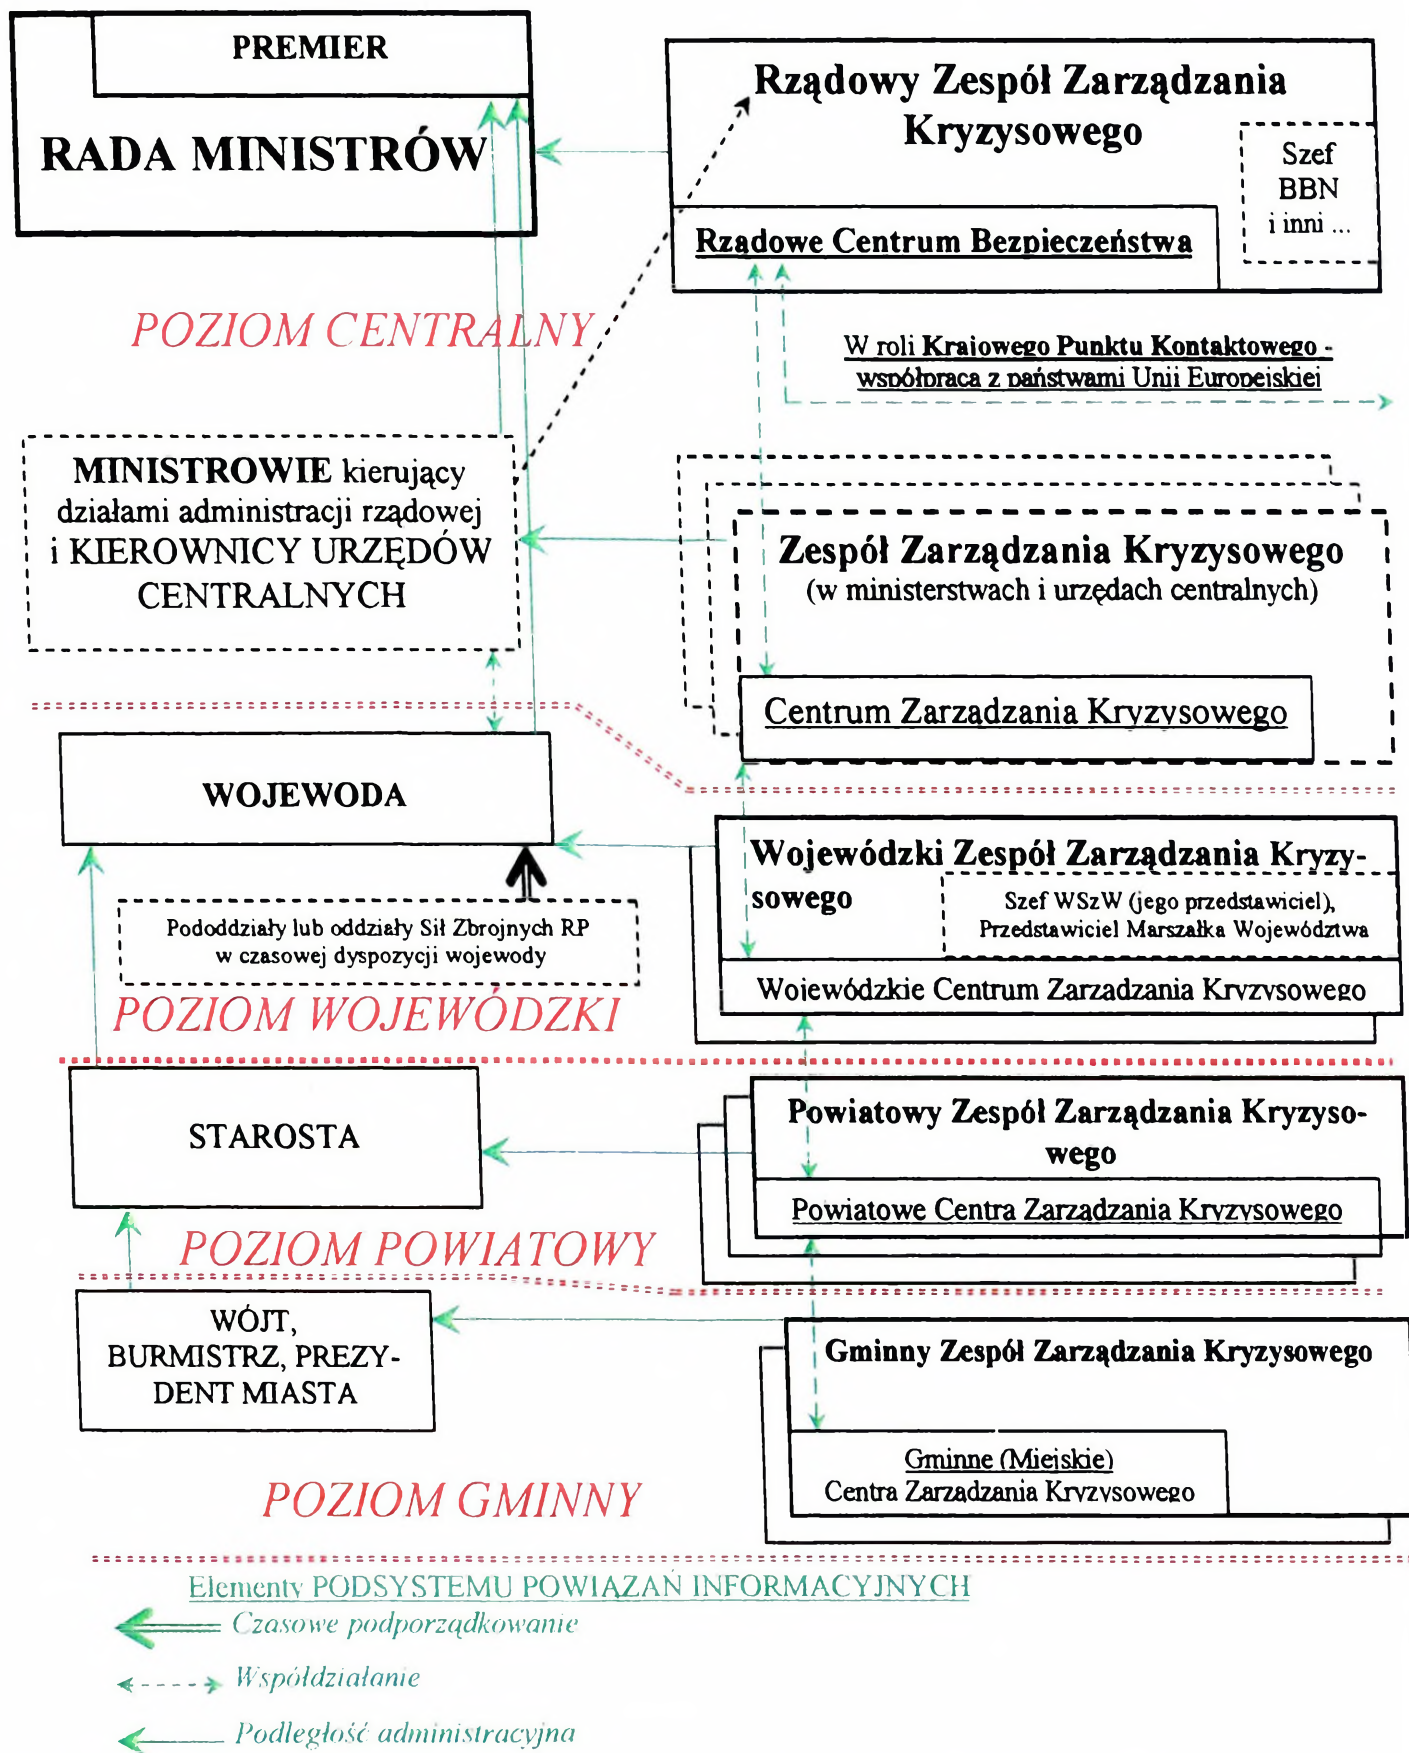 PREMIER
RADA MINISTRÓW
Rządowy Zespół Zarządzania
Kryzysowego
Szef
BBN
i inni ...
Rządowe Centrum Bezpieczeństwa
POZIOM CENTRALNY
W roli Krajowego Punktu Kontaktowego -
współpraca z państwami Unii Europejskiej
MINISTROWIE kierujący
działami administracji rządowej
i KIEROWNICY URZĘDÓW
CENTRALNYCH
Zespół Zarządzania Kryzysowego
(w ministerstwach i urzędach centralnych)
Centrum Zarządzania Kryzysowego
WOJEWODA
Wojewódzki Zespół Zarządzania Kryzy-
sowego
Szef WSzW (jego przedstawiciel),
Przedstawiciel Marszałka Województwa
Pododdziały lub oddziały Sił Zbrojnych RP
w czasowej dyspozycji wojewody
Wojewódzkie Centrum Zarządzania Kryzysowego
POZIOM WOJEWÓDZKI
STAROSTA
Powiatowy Zespół Zarządzania Kryzyso-
wego
Powiatowe Centra Zarządzania Kryzysowego
POZIOM POWIATOWY
WÓJT,
BURMISTRZ, PREZY-
DENT MIASTA
Gminny Zespół Zarządzania Kryzysowego
Gminne (Miejskie)
Centra Zarządzania Kryzysowego
POZIOM GMINNY
Elementy PODSYSTEMU POWIĄZAŃ INFORMACYJNYCH
Czasowe podporządkowanie
Współdziałanie
Podległość administracyjna